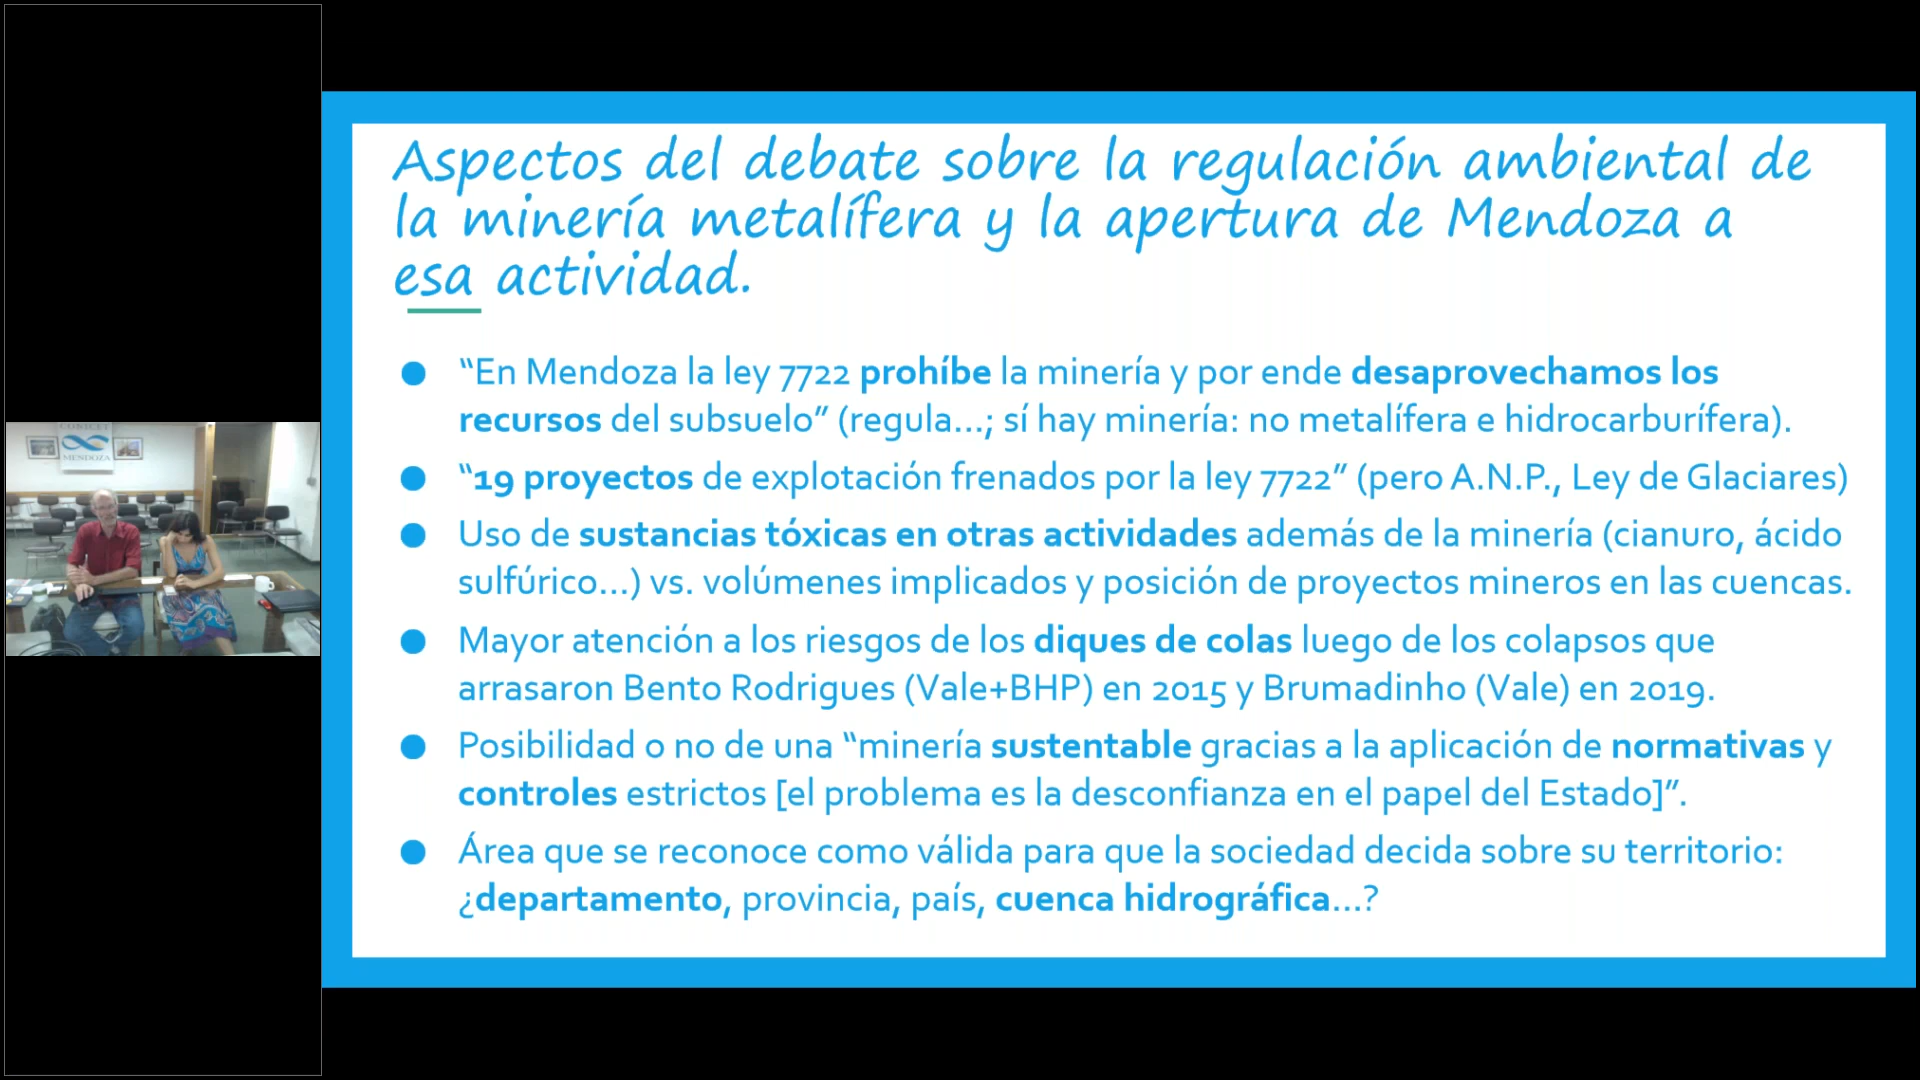 Aspectos del debate sobre la regulación ambiental de
la minería metalífera y la apertura de Mendoza a
esa actividad.
● “En Mendoza la ley 7722 prohíbe la minería y por ende desaprovechamos los
recursos del subsuelo” (regula...; sí hay minería: no metalífera e hidrocarburífera).
● “19 proyectos de explotación frenados por la ley 7722” (pero A.N.P., Ley de Glaciares)
● Uso de sustancias tóxicas en otras actividades además de la minería (cianuro, ácido
sulfúrico...) vs. volúmenes implicados y posición de proyectos mineros en las cuencas.
● Mayor atención a los riesgos de los diques de colas luego de los colapsos que
arrasaron Bento Rodrigues (Vale+BHP) en 2015 y Brumadinho (Vale) en 2019.
● Posibilidad o no de una “minería sustentable gracias a la aplicación de normativas y
controles estrictos [el problema es la desconfianza en el papel del Estado]”.
● Área que se reconoce como válida para que la sociedad decida sobre su territorio:
¿departamento, provincia, país, cuenca hidrográfica...?
CONICET
MENDOZA